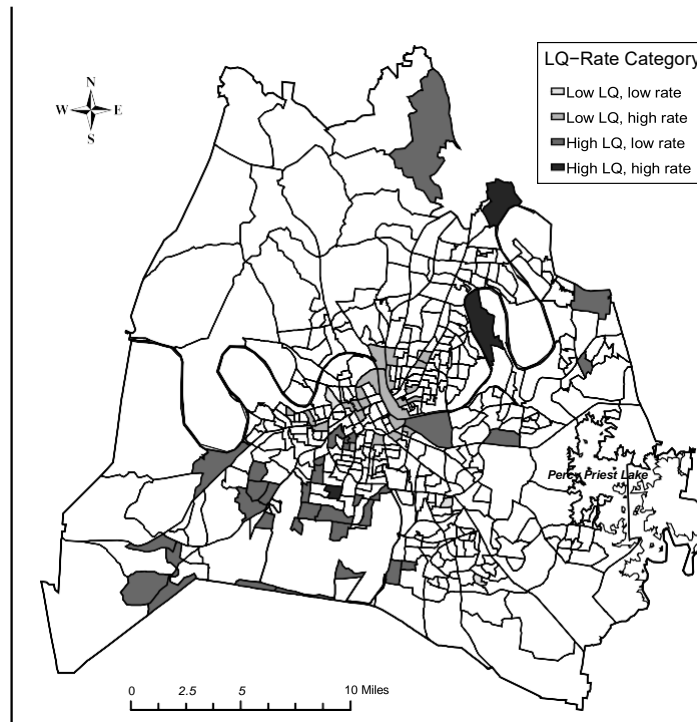 LQ−Rate Category
Low LQ, low rate
Low LQ, high rate
High LQ, low rate
High LQ, high rate
N
W E
S
Percy Priest Lake
0 2.5 5 10 Miles